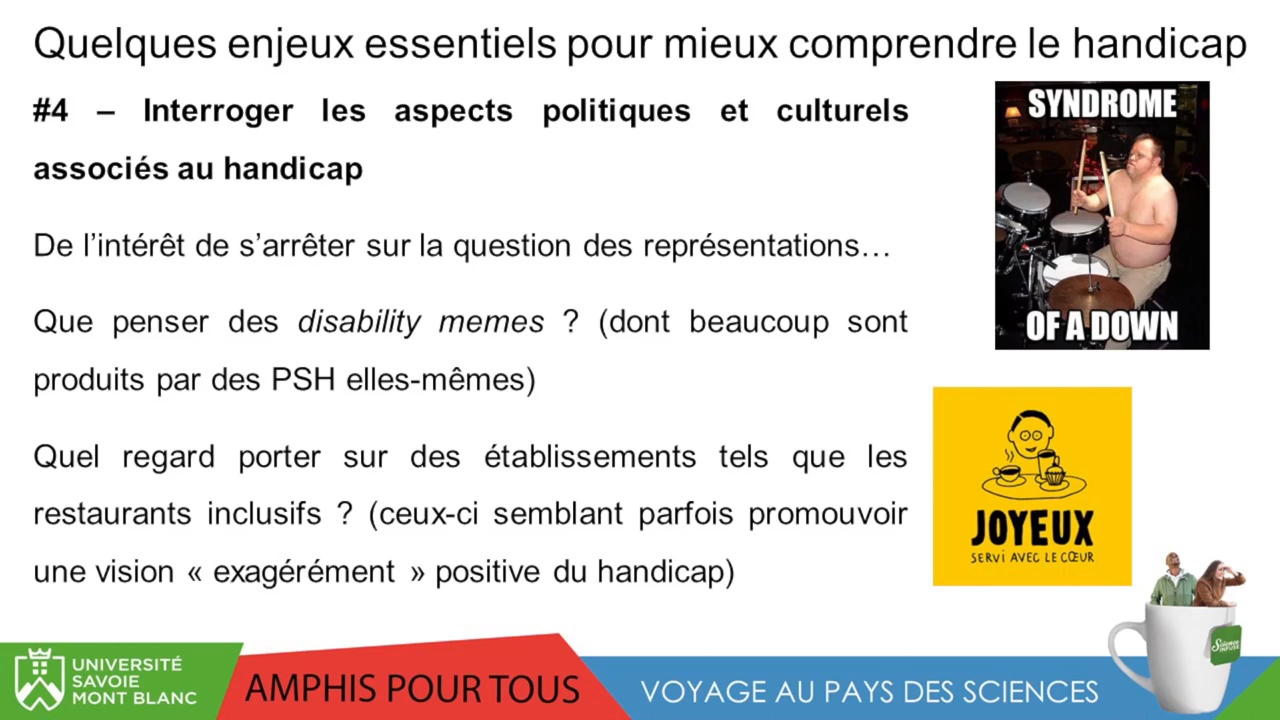 Quelques enjeux essentiels pour mieux comprendre le handicap
#4 – Interroger les aspects politiques et culturels
associés au handicap
De l’intérêt de s’arrêter sur la question des représentations…
Que penser des disability memes ? (dont beaucoup sont
produits par des PSH elles-mêmes)
Quel regard porter sur des établissements tels que les
restaurants inclusifs ? (ceux-ci semblant parfois promouvoir
une vision « exagérément » positive du handicap)
SYNDROME
OF A DOWN
JOYEUX
SERVI AVEC LE CŒUR
UNIVERSITÉ
SAVOIE
MONT BLANC
AMPHIS POUR TOUS
VOYAGE AU PAYS DES SCIENCES
Science
INFUSE